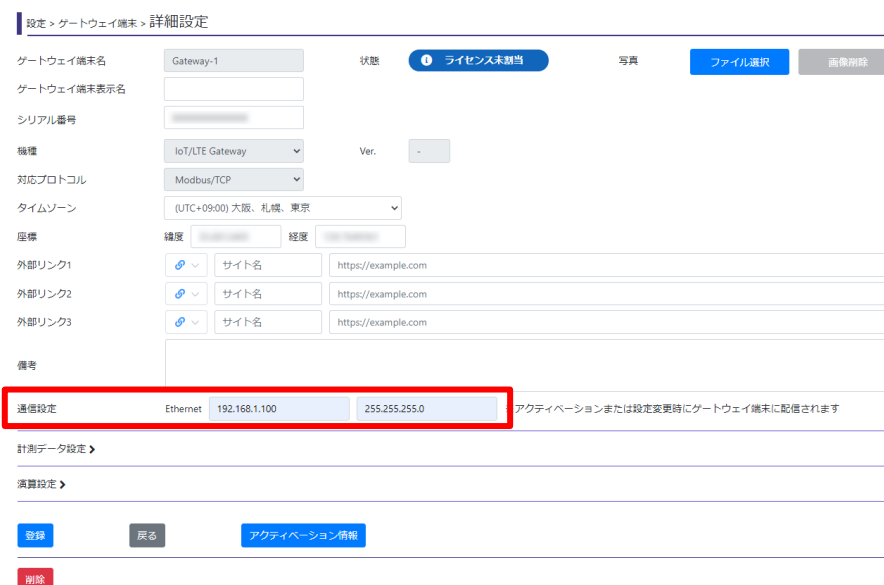 設定 > ゲートウェイ端末 > 詳細設定
ゲートウェイ端末名 Gateway-1 状態 ライセンス未割当 写真 ファイル選択 画像削除
ゲートウェイ端末表示名
シリアル番号
機種 IoT/LTE Gateway Ver. -
対応プロトコル Modbus/TCP
タイムゾーン (UTC+09:00) 大阪、札幌、東京
座標 緯度 経度
外部リンク1 サイト名 https://example.com
外部リンク2 サイト名 https://example.com
外部リンク3 サイト名 https://example.com
備考
通信設定 Ethernet 192.168.1.100 255.255.255.0 アクティベーションまたは設定変更時にゲートウェイ端末に配信されます
計測データ設定
演算設定
登録 戻る アクティベーション情報
削除